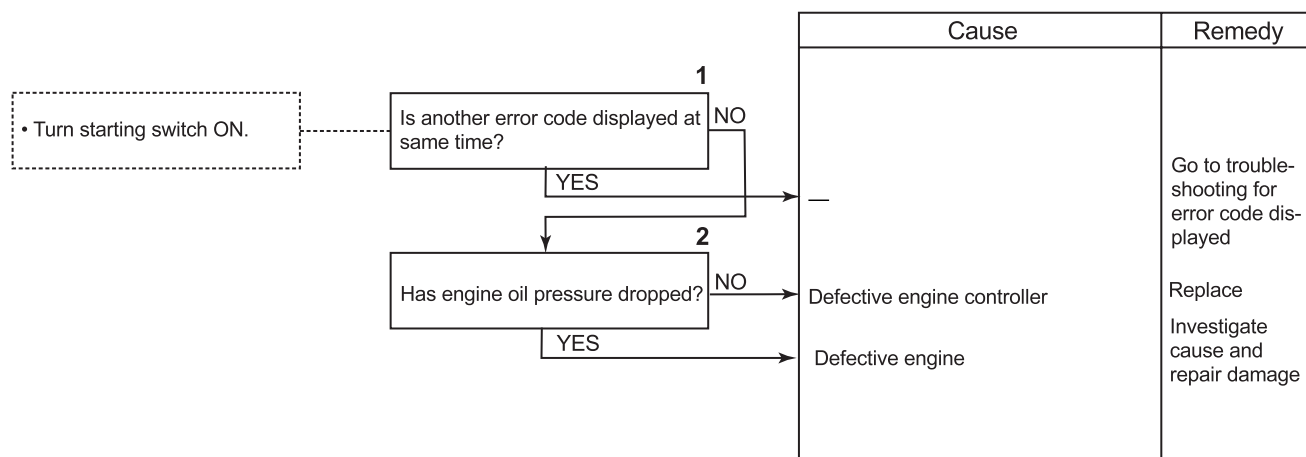 Cause
Remedy
1
• Turn starting switch ON.
Is another error code displayed at
same time?
NO
YES
—
Go to trouble-
shooting for
error code dis-
played
2
Has engine oil pressure dropped?
NO
Defective engine controller
Replace
YES
Defective engine
Investigate
cause and
repair damage